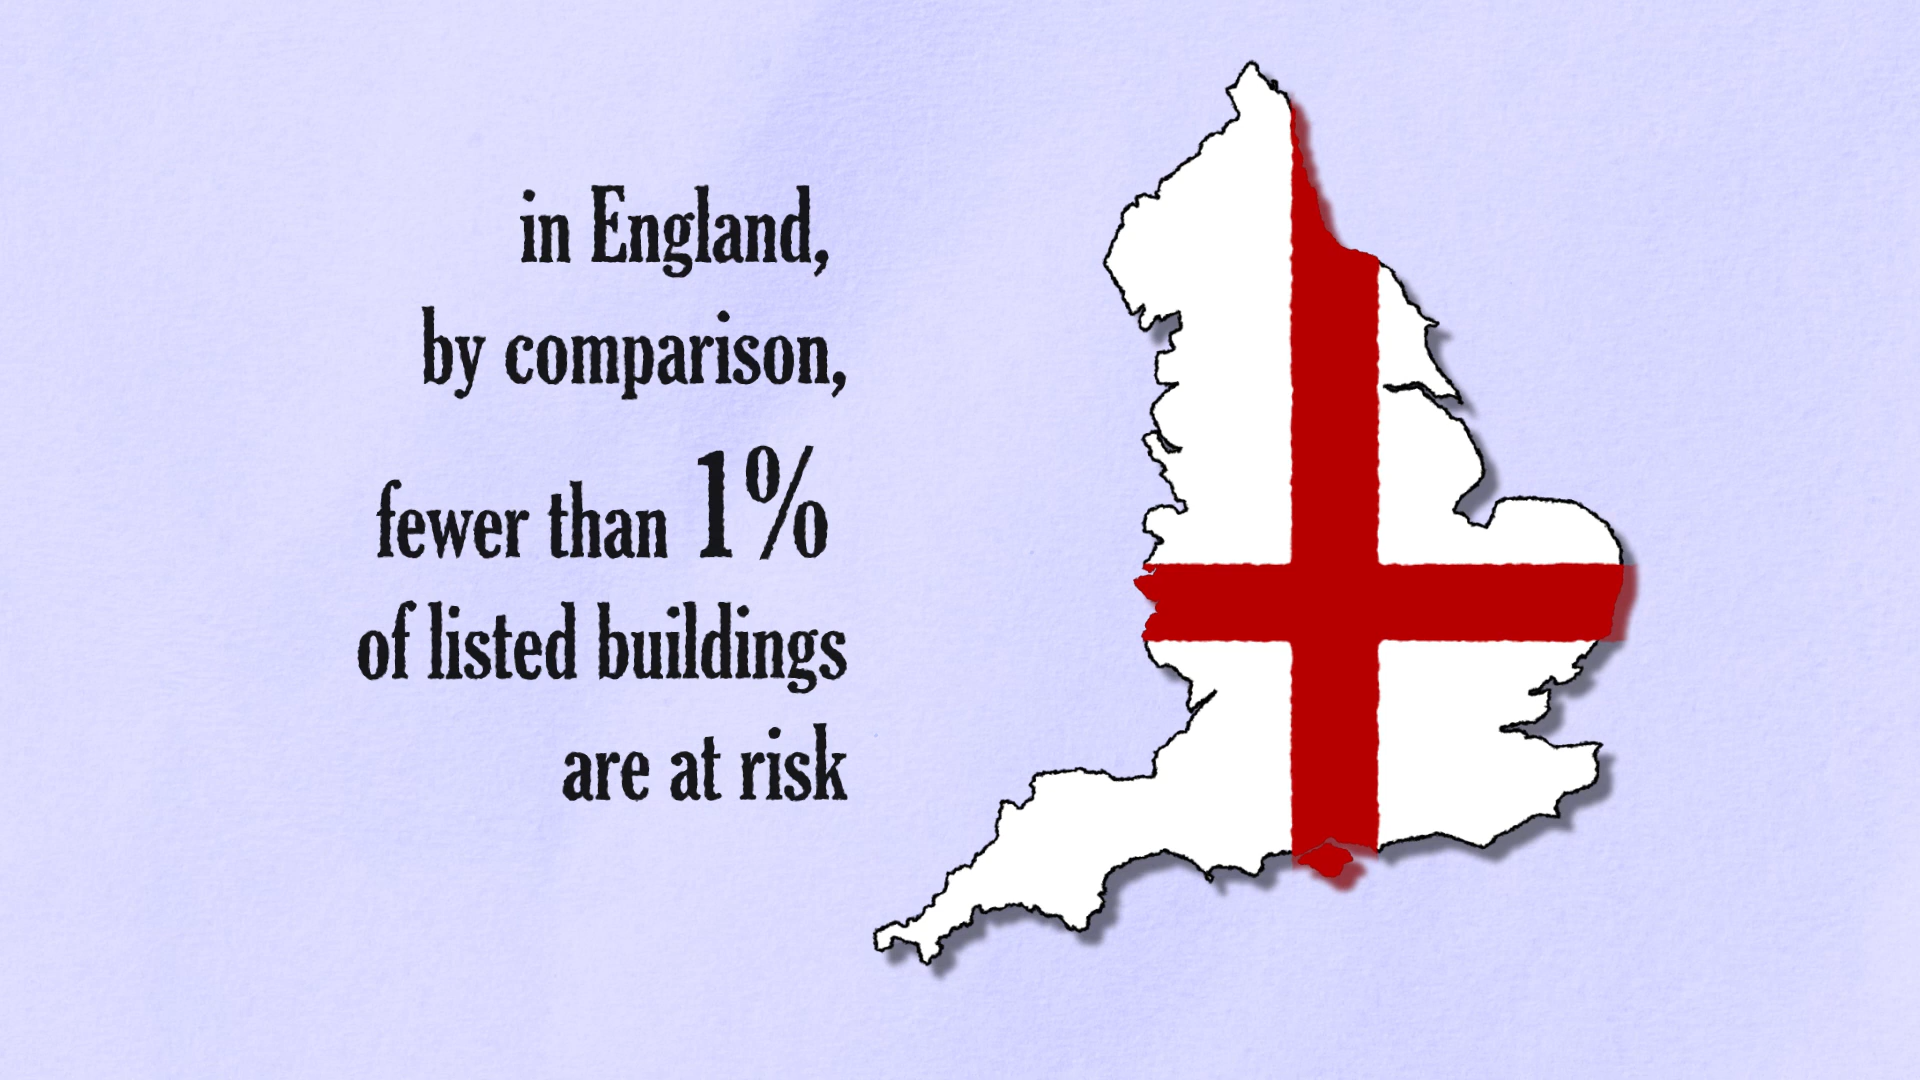 in England,
by comparison,
fewer than 1%
of listed buildings
are at risk